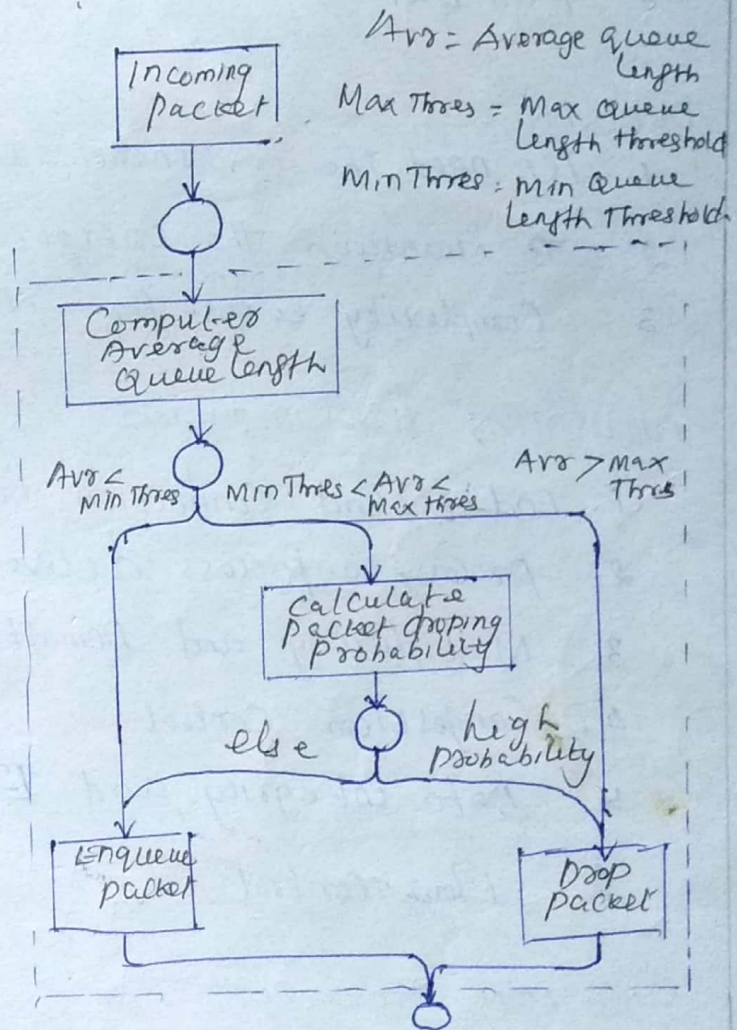 Avr = Average queue
length
Max Thres = Max Queue
length threshold
Min Thres = Min Queue
Length Threshold.
Incoming
packet
Computer
Average
Queue length
Avr <
Min Thres
Min Thres < Avr <
Max thres
Avr > Max
Thres
Calculate
packet droping
probability
else
high
probability
Enqueue
packet
Drop
packet